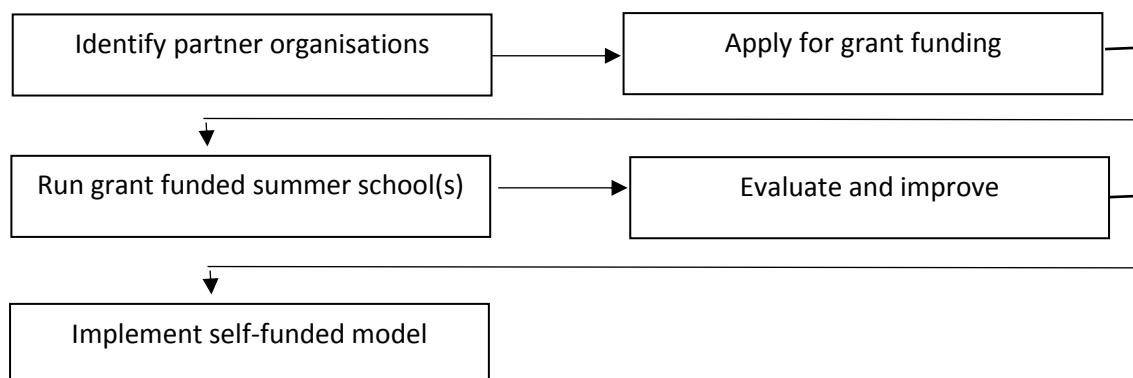 Identify partner organisations
Apply for grant funding
Run grant funded summer school(s)
Evaluate and improve
Implement self-funded model